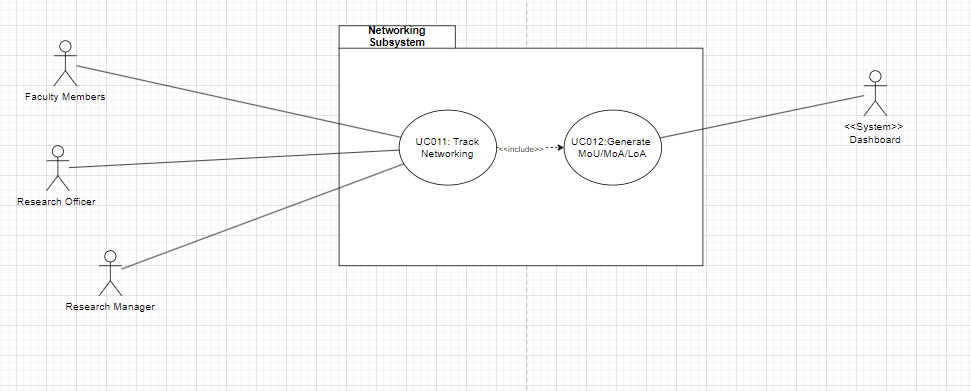 Networking
Subsystem
Faculty Members
Research Officer
Research Manager
UC011: Track
Networking
<<include>>
UC012:Generate
MoU/MoA/LoA
<<System>>
Dashboard